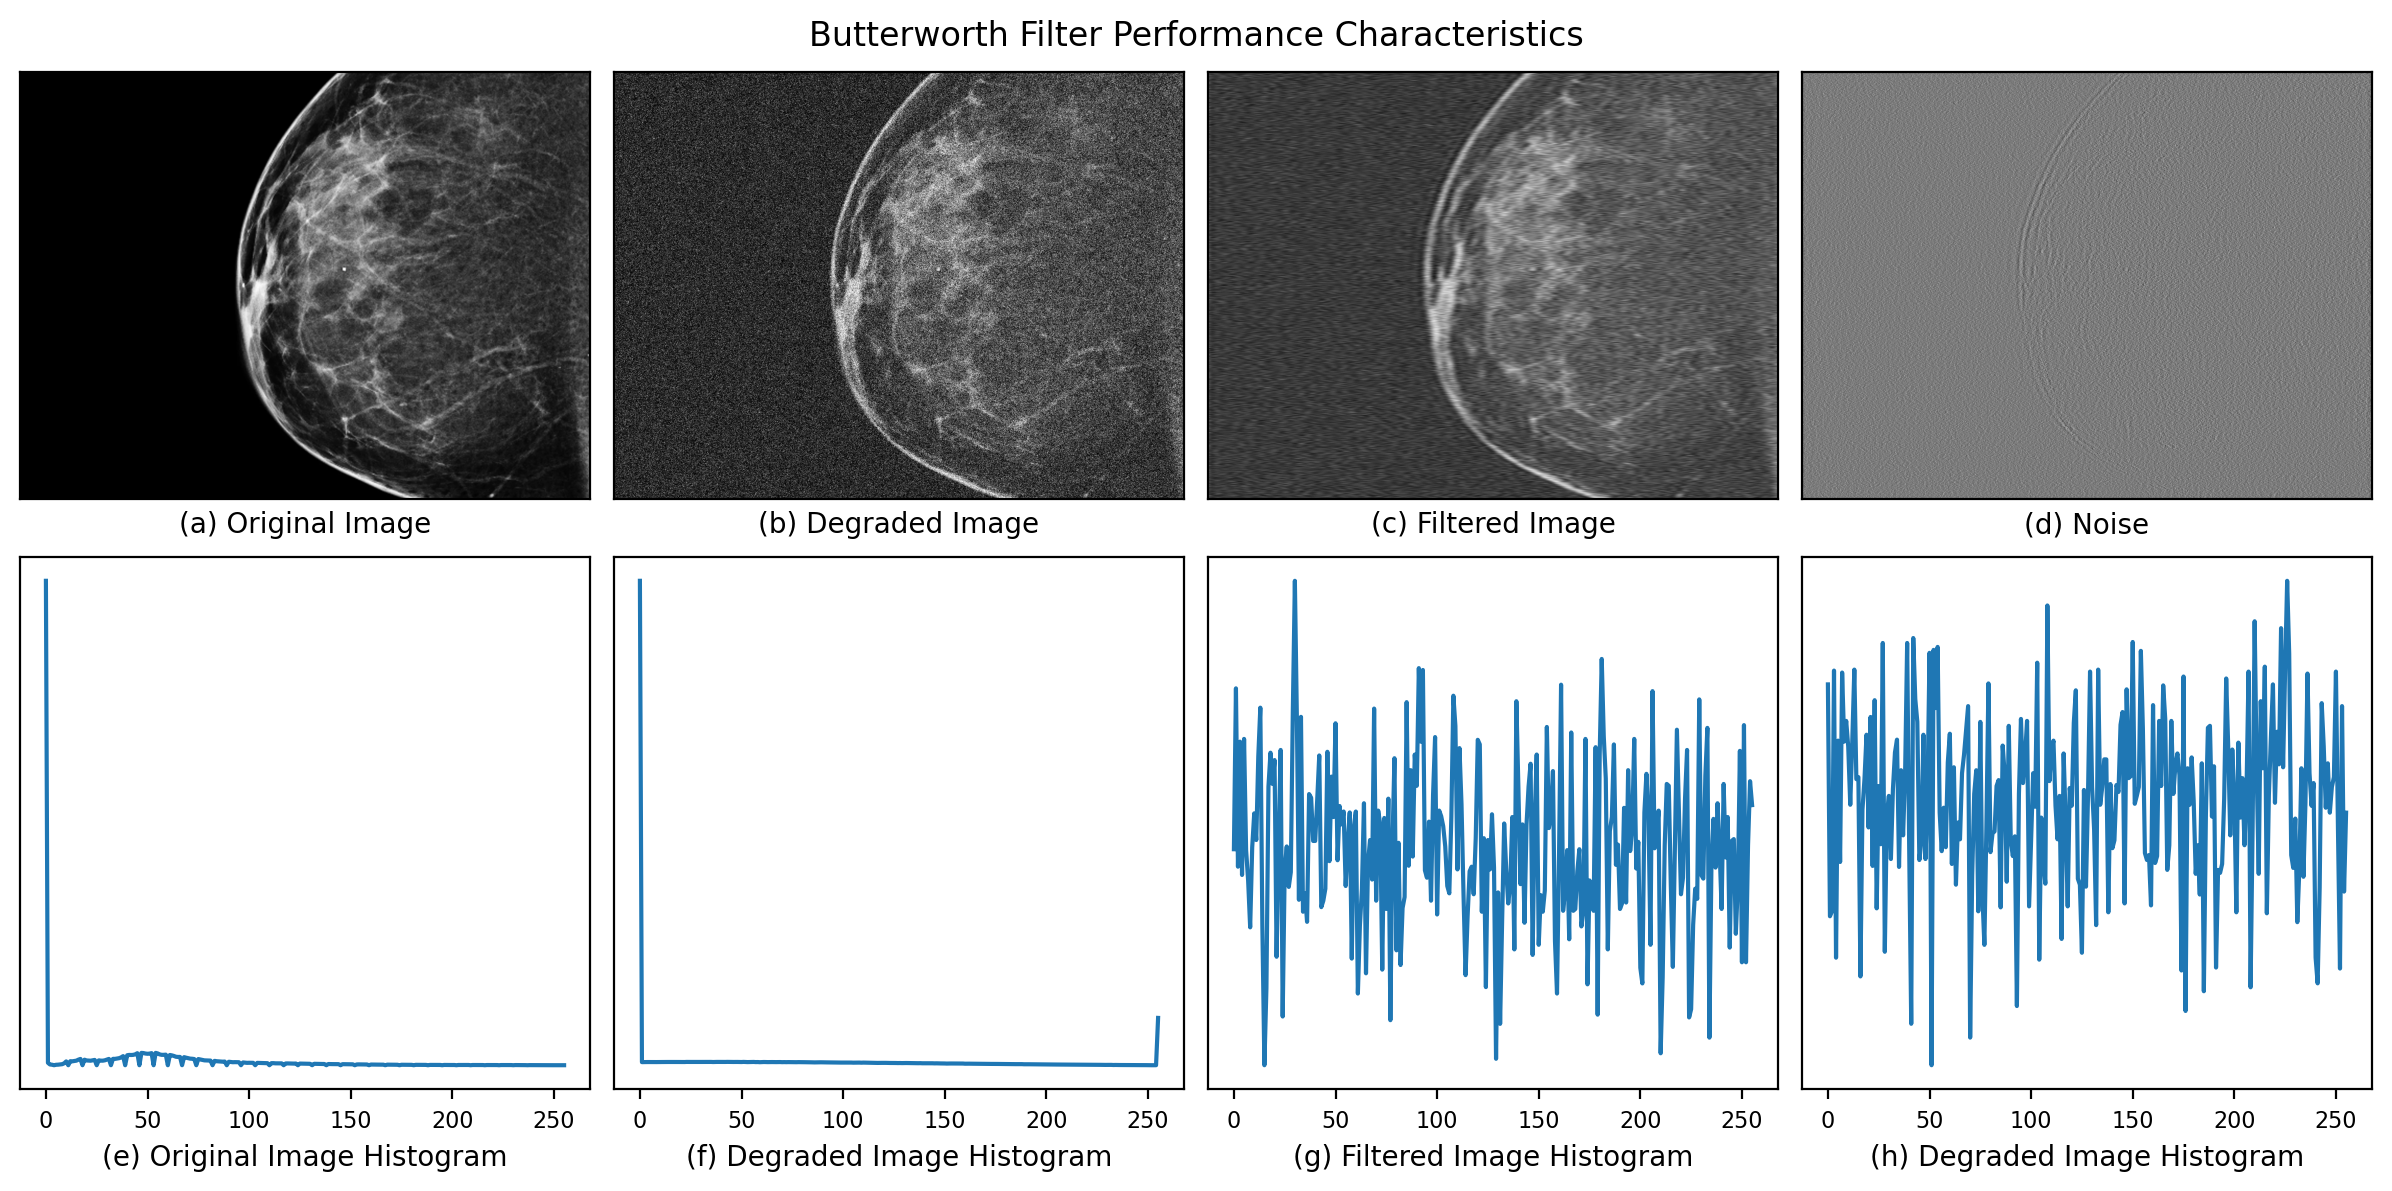 Butterworth Filter Performance Characteristics
(a) Original Image
(b) Degraded Image
(c) Filtered Image
(d) Noise
0 50 100 150 200 250
0 50 100 150 200 250
0 50 100 150 200 250
0 50 100 150 200 250
(e) Original Image Histogram
(f) Degraded Image Histogram
(g) Filtered Image Histogram
(h) Degraded Image Histogram